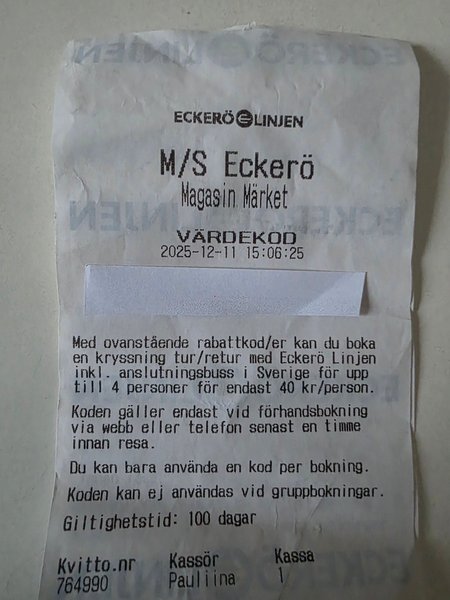 ECKERÖ LINJEN
ECKERÖ LINJEN
M/S Eckerö
Magasin Märket
VÄRDEKOD
2025-12-11 15:06:25
Med ovanstående rabattkod/er kan du boka
en kryssning tur/retur med Eckerö Linjen
inkl. anslutningsbuss i Sverige för upp
till 4 personer för endast 40 kr/person.
Koden gäller endast vid förhandsbokning
via webb eller telefon senast en timme
innan resa.
Du kan bara använda en kod per bokning.
Koden kan ej användas vid gruppbokningar.
Giltighetstid: 100 dagar
Kvitto.nr Kassör Kassa
764990 Pauliina 1